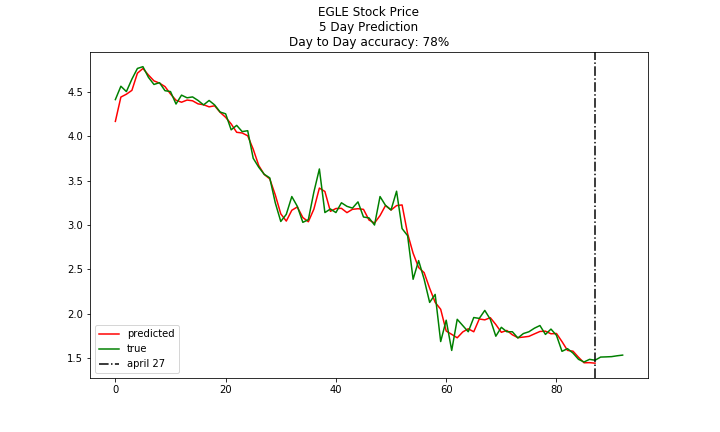 EGLE Stock Price
5 Day Prediction
Day to Day accuracy: 78%
4.5
4.0
3.5
3.0
2.5
2.0
1.5
predicted
true
april 27
0
20
40
60
80